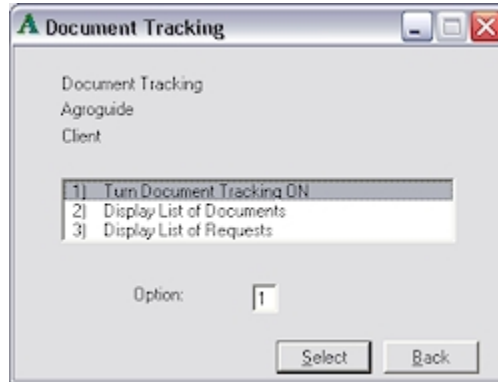 Document Tracking
Document Tracking
Agroguide
Client
1) Turn Document Tracking ON
2) Display List of Documents
3) Display List of Requests
Option: 1
Select Back